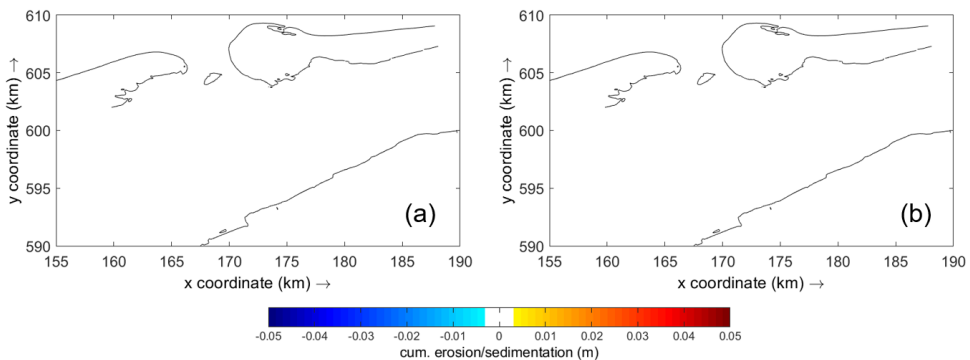 610
605
600
595
590
y coordinate (km) →
155 160 165 170 175 180 185 190
x coordinate (km) →
(a)
610
605
600
595
590
y coordinate (km) →
155 160 165 170 175 180 185 190
x coordinate (km) →
(b)
-0.05 -0.04 -0.03 -0.02 -0.01 0 0.01 0.02 0.03 0.04 0.05
cum. erosion/sedimentation (m)